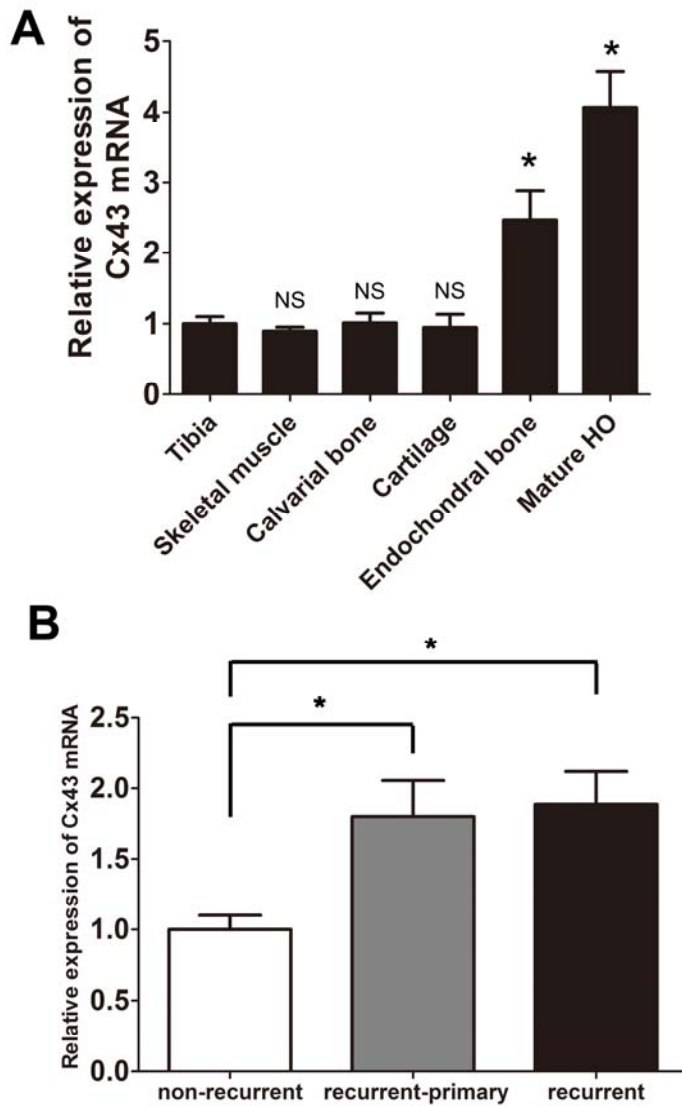 A
Relative expression of
Cx43 mRNA
5
4
3
2
1
0
NS
NS
NS
*
*
Tibia
Skeletal muscle
Calvarial bone
Cartilage
Endochondral bone
Mature HO
B
Relative expression of Cx43 mRNA
2.5
2.0
1.5
1.0
0.5
0.0
*
*
non-recurrent
recurrent-primary
recurrent